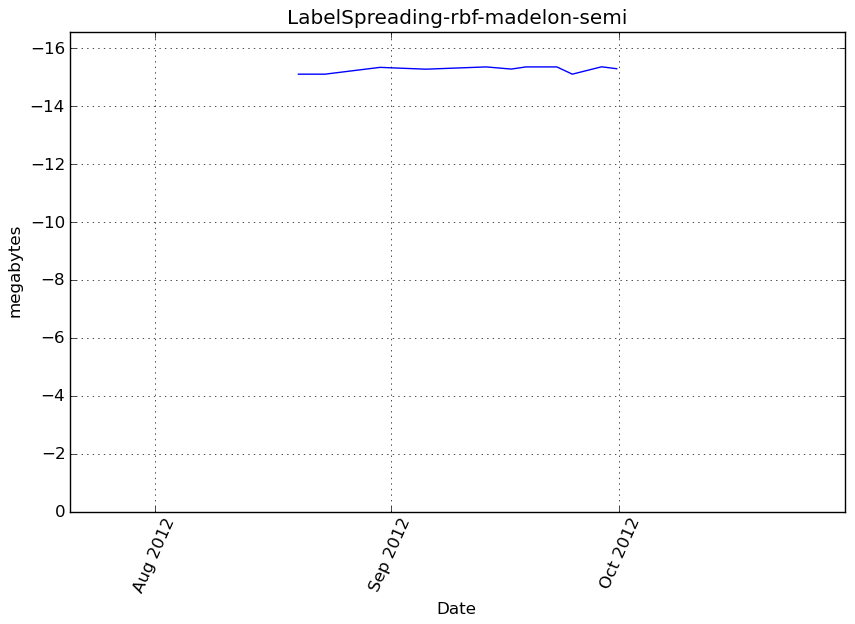 LabelSpreading-rbf-madelon-semi
−16
−14
−12
−10
−8
−6
−4
−2
0
megabytes
Aug 2012
Sep 2012
Oct 2012
Date